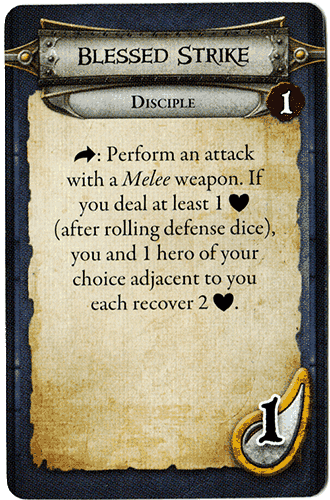 BLESSED STRIKE
DISCIPLE
1
: Perform an attack
with a Melee weapon. If
you deal at least 1 ♥
(after rolling defense dice),
you and 1 hero of your
choice adjacent to you
each recover 2 ♥.
1